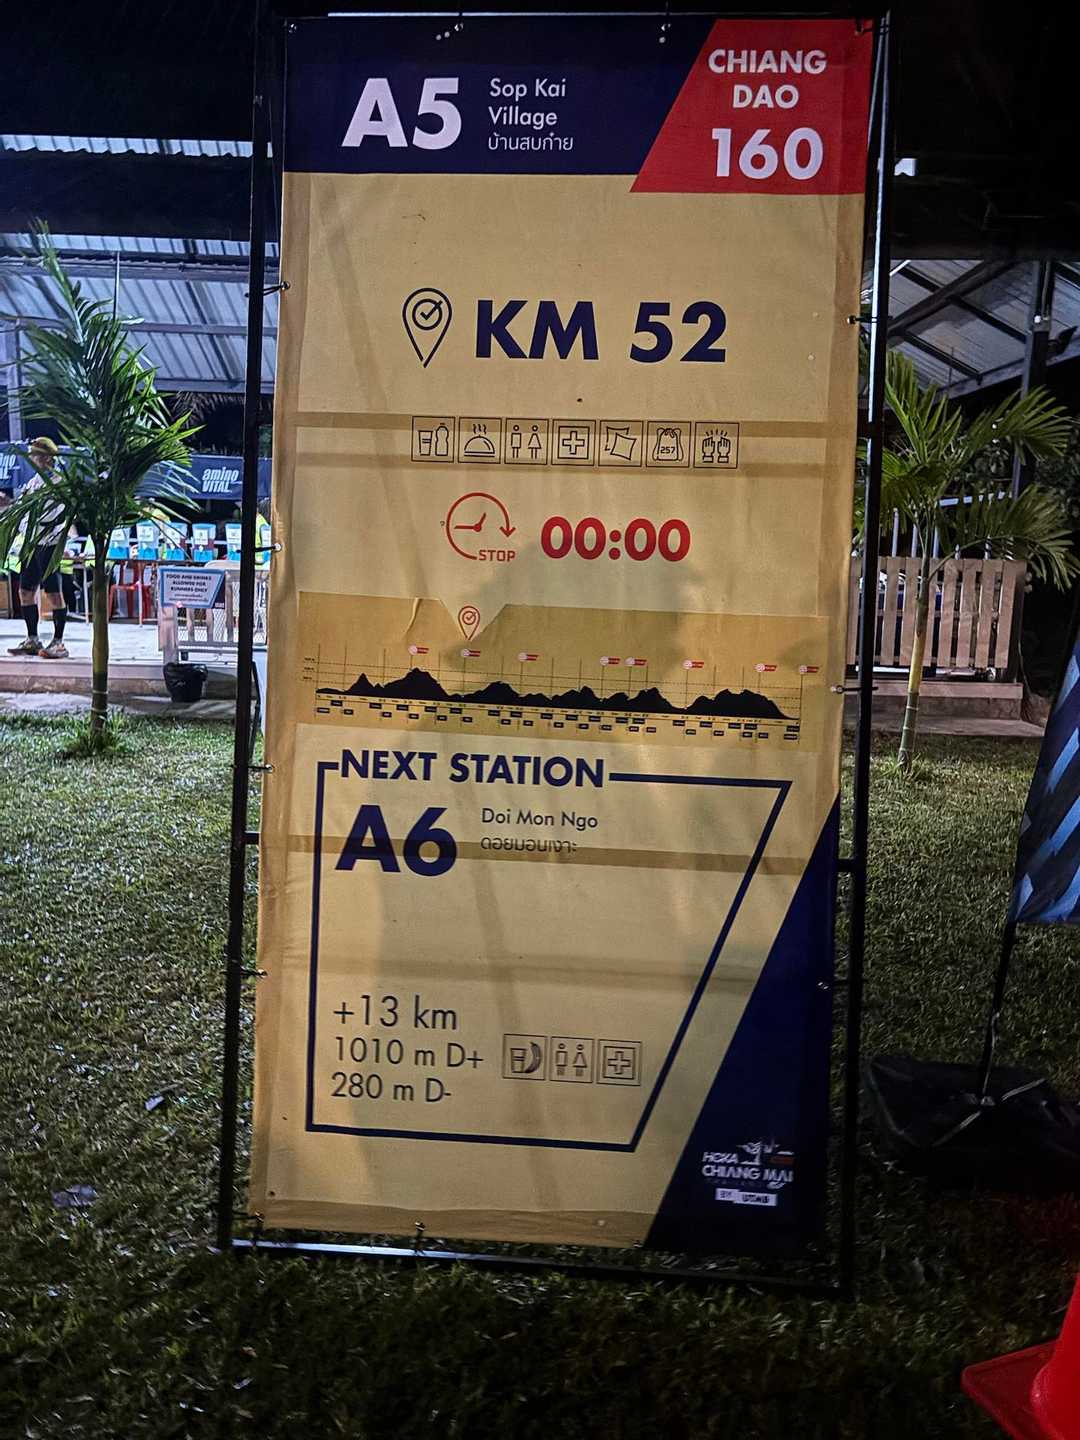 A5
Sop Kai
Village
บ้านสบก๋าย
CHIANG
DAO
160
KM 52
257
STOP
00:00
NEXT STATION
A6
Doi Mon Ngo
ดอยมอนเงาะ
+13 km
1010 m D+
280 m D-
HOKA
CHIANG MAI
THAILAND
BY UTMB
amino
VITAL
FOOD AND DRINKS
ALLOWED FOR
RUNNERS ONLY